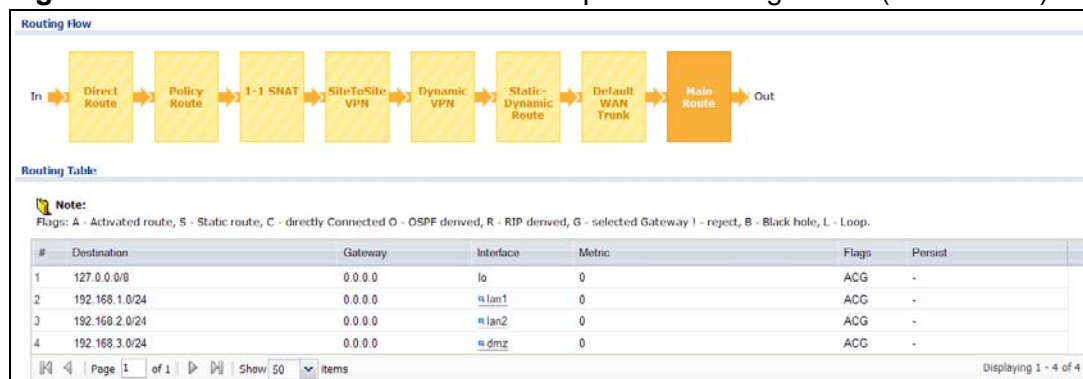 Routing Flow
In
Direct Route
Policy Route
1-1 SNAT
SiteToSite VPN
Dynamic VPN
Static-Dynamic Route
Default WAN Trunk
Main Route
Out
Routing Table
Note:
Flags: A - Activated route, S - Static route, C - directly Connected O - OSPF derived, R - RIP derived, G - selected Gateway ! - reject, B - Black hole, L - Loop.
# Destination Gateway Interface Metric Flags Persist
1 127.0.0.0/8 0.0.0.0 lo 0 ACG -
2 192.168.1.0/24 0.0.0.0 lan1 0 ACG -
3 192.168.2.0/24 0.0.0.0 lan2 0 ACG -
4 192.168.3.0/24 0.0.0.0 dmz 0 ACG -
Page 1 of 1 Show 50 items Displaying 1 - 4 of 4